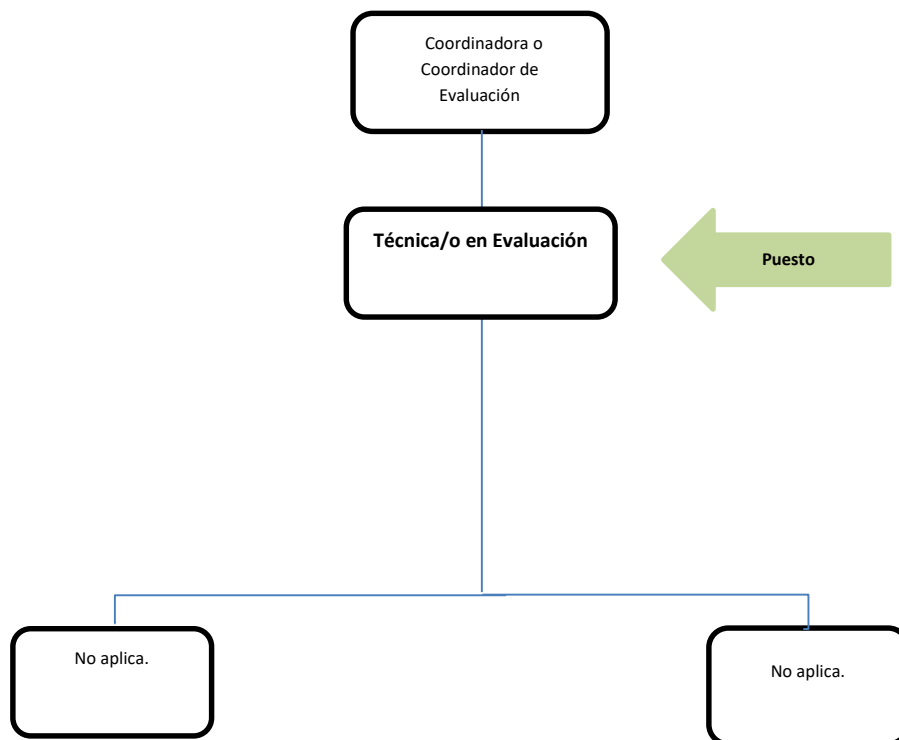 Coordinadora o
Coordinador de
Evaluación
Técnica/o en Evaluación
Puesto
No aplica.
No aplica.